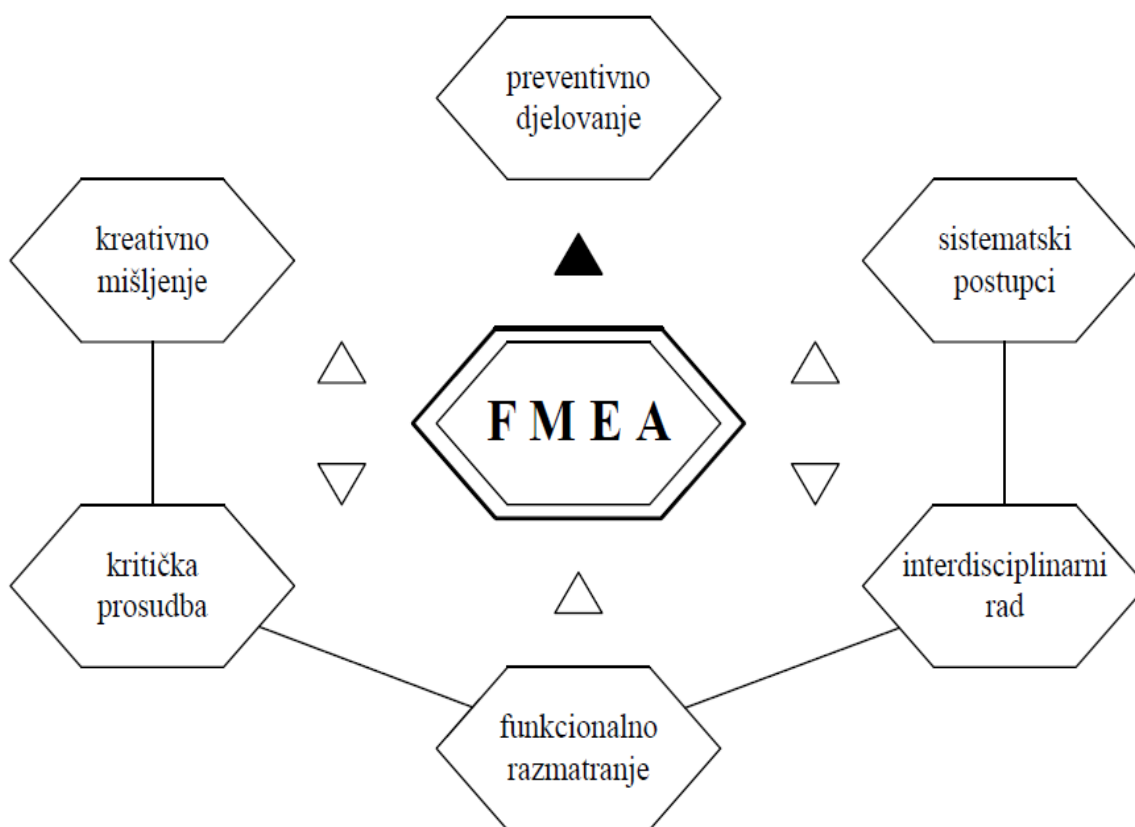 preventivno
djelovanje
kreativno
mišljenje
sistematski
postupci
F M E A
kritička
prosudba
interdisciplinarni
rad
funkcionalno
razmatranje